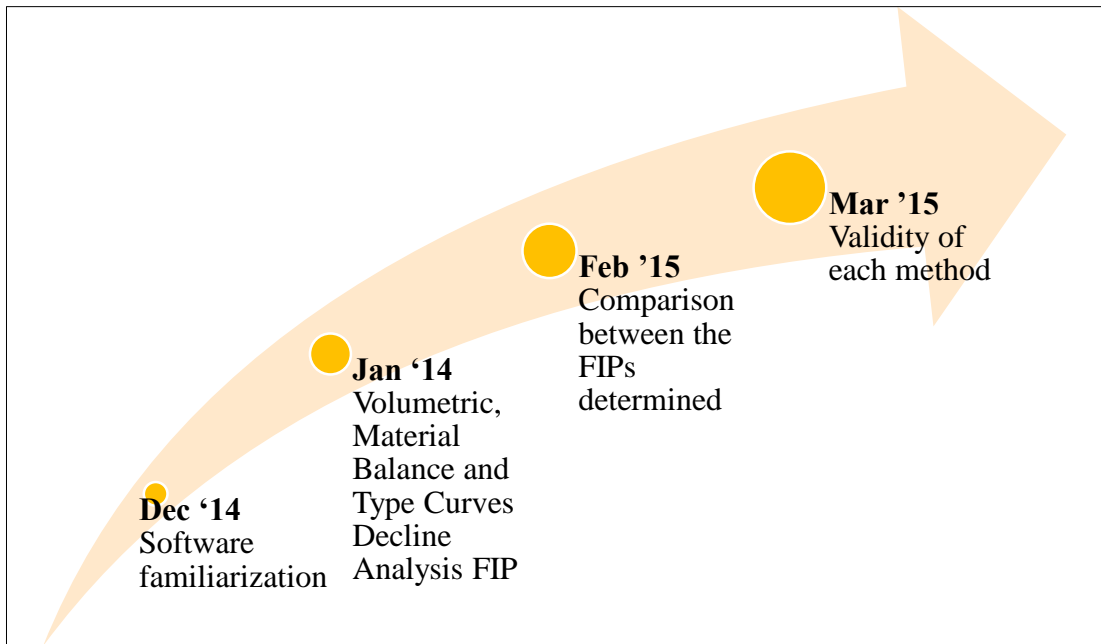 Dec ‘14
Software
familiarization
Jan ‘14
Volumetric,
Material
Balance and
Type Curves
Decline
Analysis FIP
Feb ’15
Comparison
between the
FIPs
determined
Mar ’15
Validity of
each method